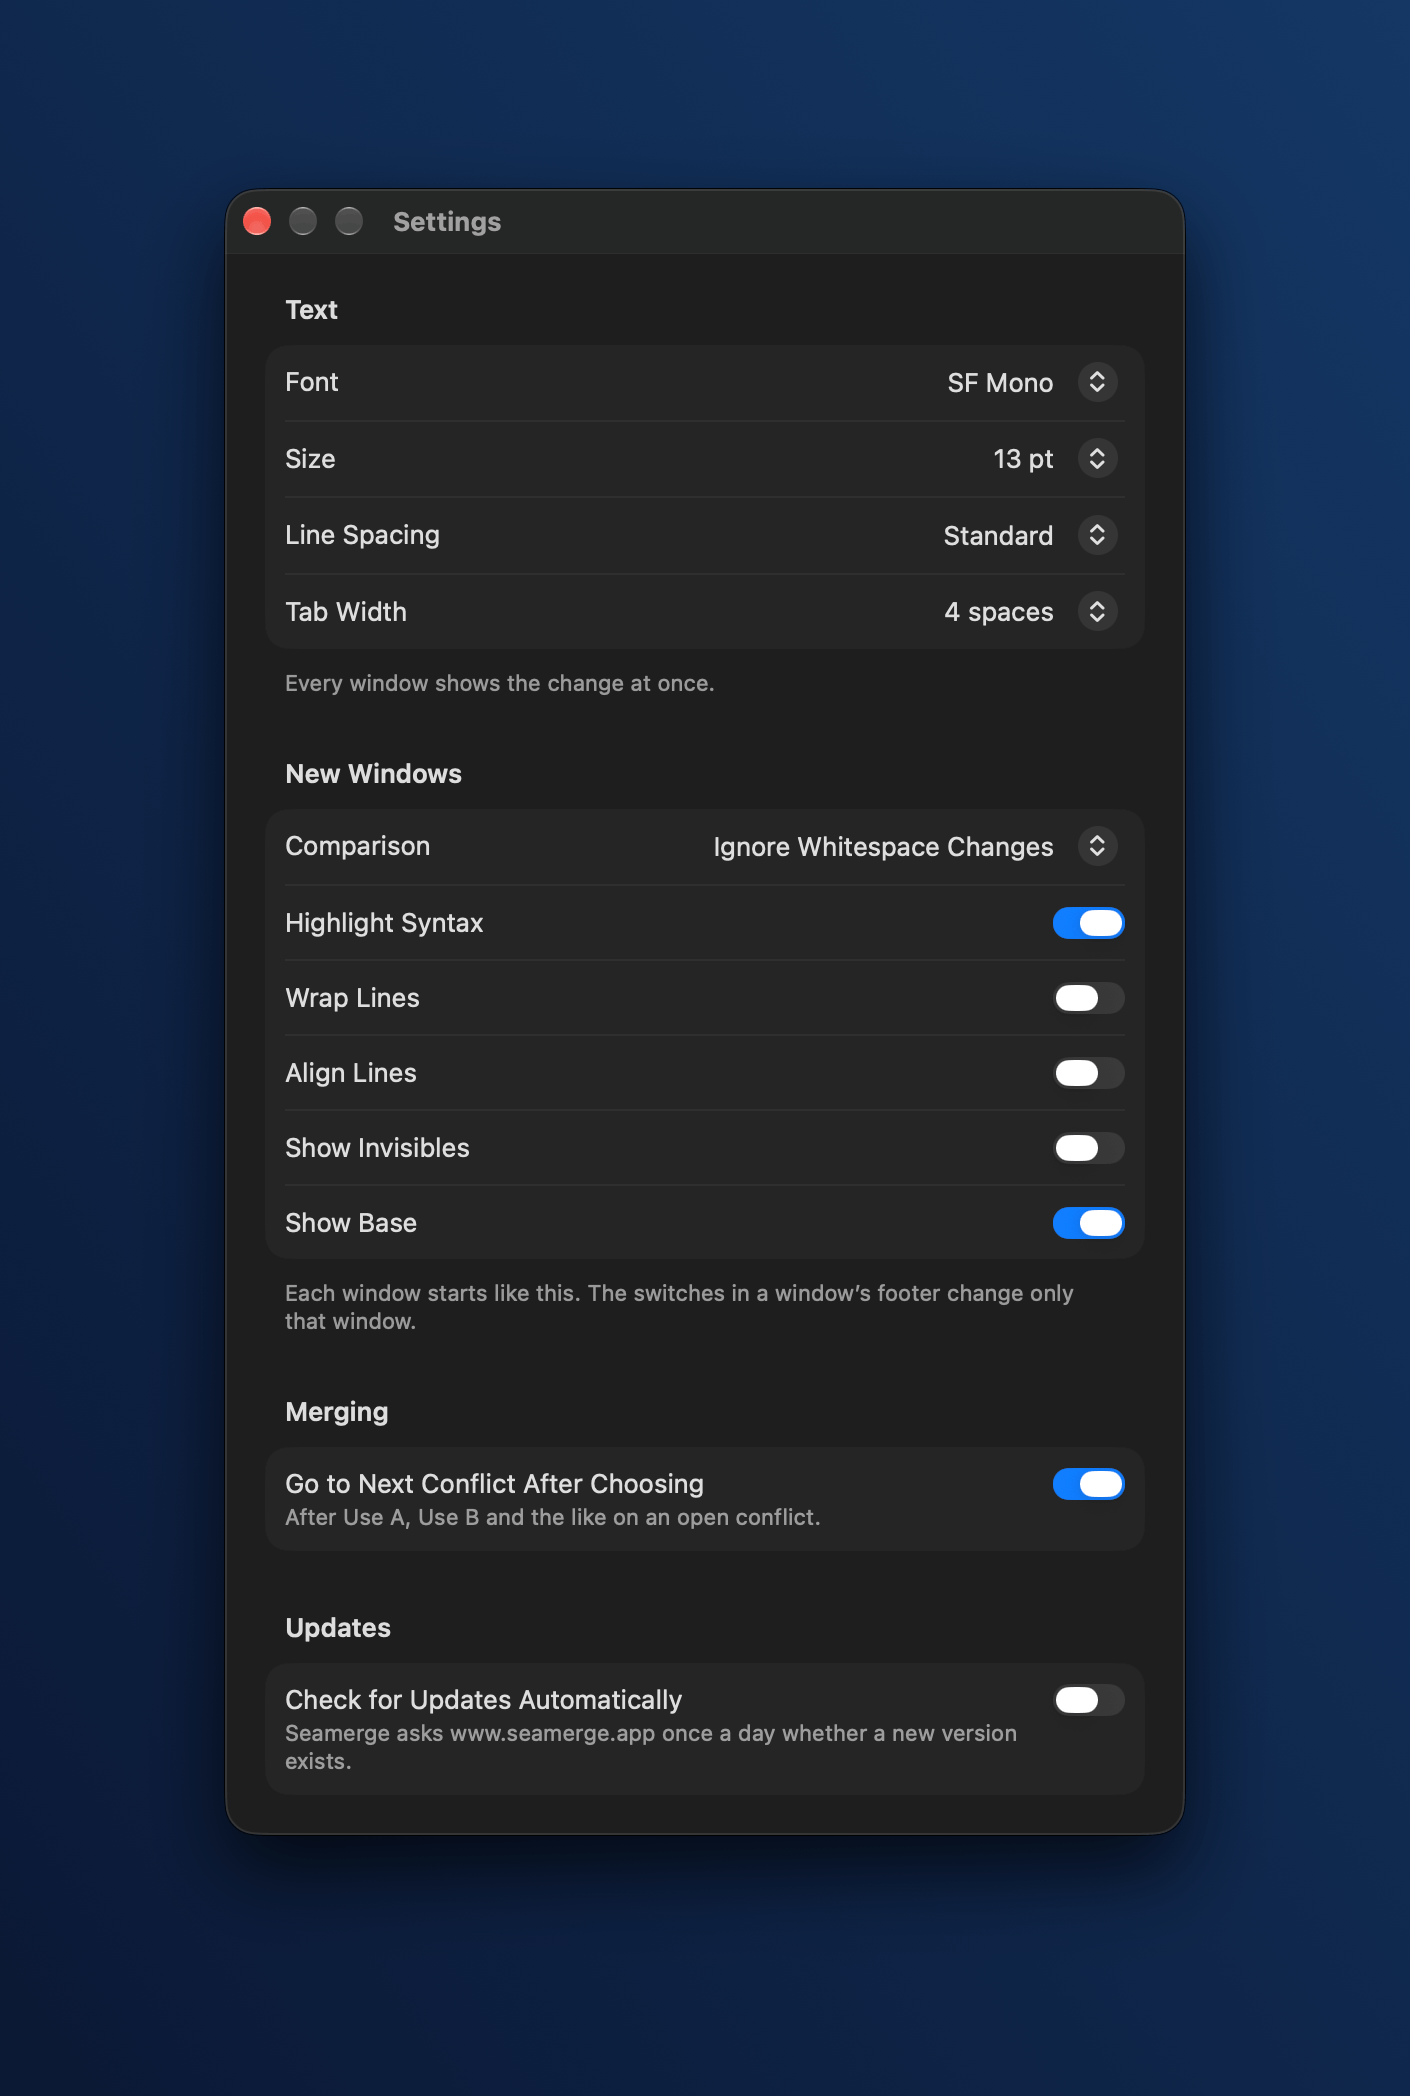 Settings
Text
Font
SF Mono
Size
13 pt
Line Spacing
Standard
Tab Width
4 spaces
Every window shows the change at once.
New Windows
Comparison
Ignore Whitespace Changes
Highlight Syntax
Wrap Lines
Align Lines
Show Invisibles
Show Base
Each window starts like this. The switches in a window’s footer change only
that window.
Merging
Go to Next Conflict After Choosing
After Use A, Use B and the like on an open conflict.
Updates
Check for Updates Automatically
Seamerge asks www.seamerge.app once a day whether a new version
exists.